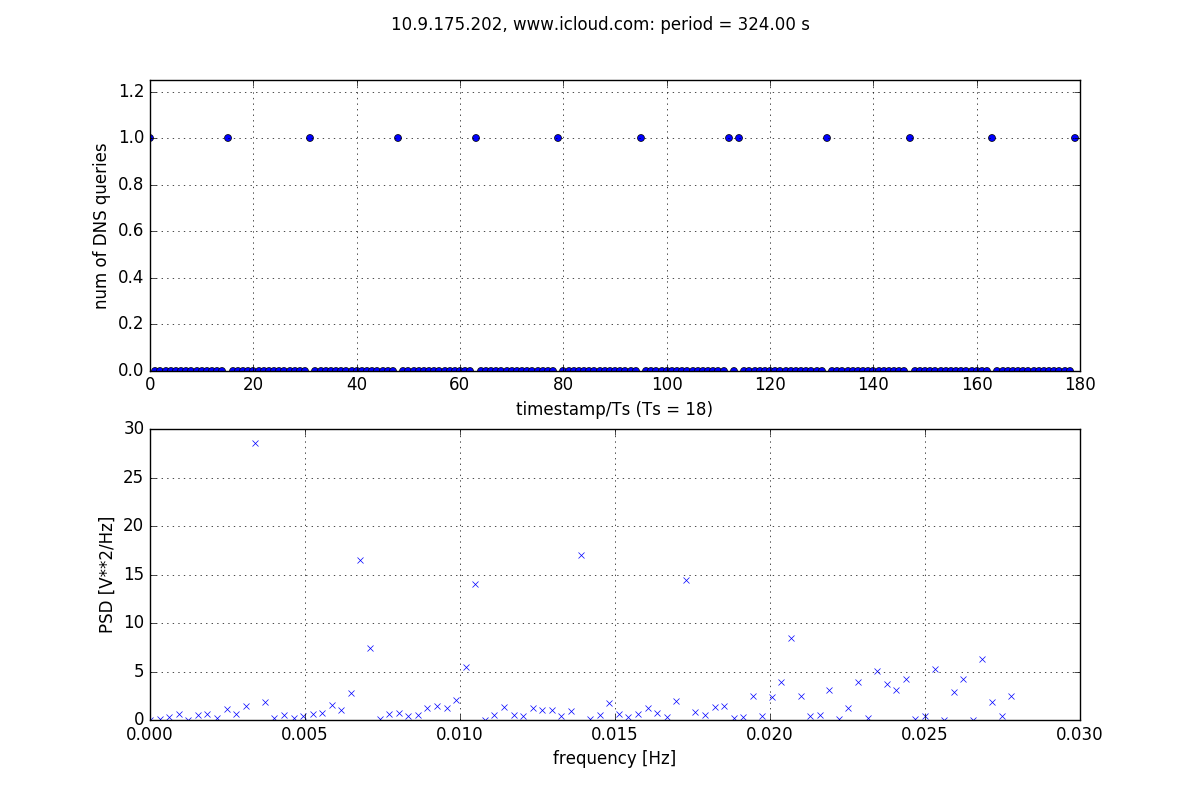 10.9.175.202, www.icloud.com: period = 324.00 s
1.2
1.0
0.8
0.6
0.4
0.2
0.0
num of DNS queries
0 20 40 60 80 100 120 140 160 180
timestamp/Ts (Ts = 18)
30
25
20
15
10
5
0
PSD [V**2/Hz]
0.000 0.005 0.010 0.015 0.020 0.025 0.030
frequency [Hz]